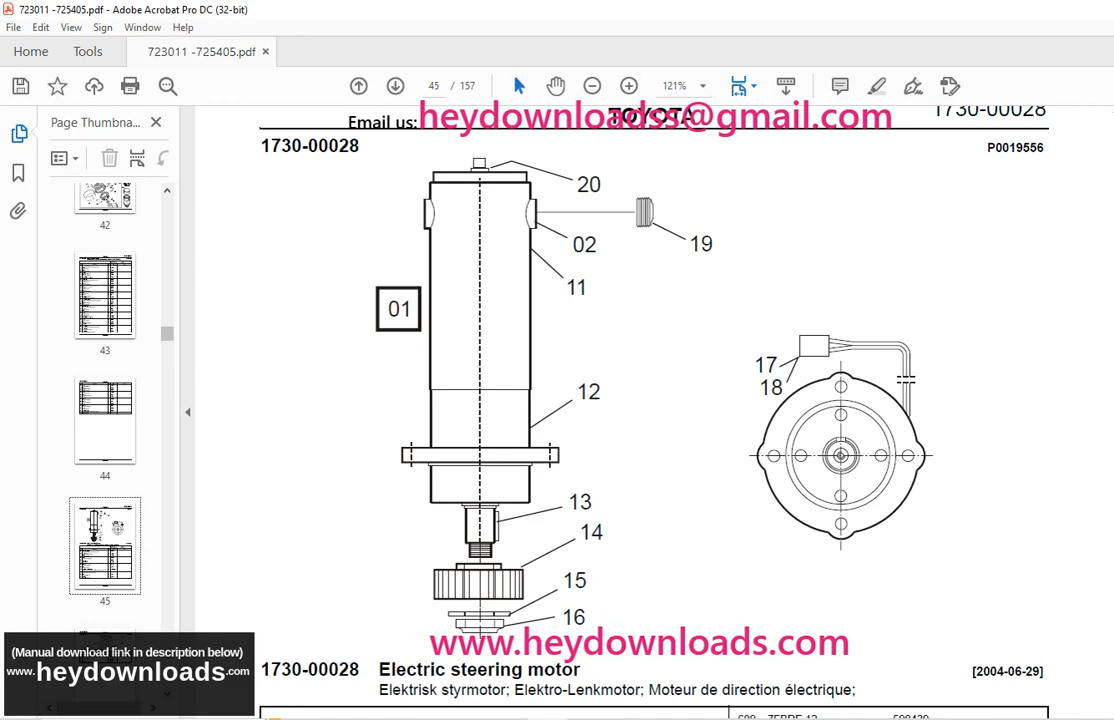 723011 -725405.pdf - Adobe Acrobat Pro DC (32-bit)
File Edit View Sign Window Help
Home Tools 723011 -725405.pdf ×
45 / 157 121%
Page Thumbna...
Email us:heydownloadss@gmail.com
TOYOTA
1730-00028
1730-00028
P0019556
20
02
19
11
01
17
18
12
13
14
15
16
42
43
44
45
www.heydownloads.com
(Manual download link in description below)
www.heydownloads.com
1730-00028 Electric steering motor [2004-06-29]
Elektrisk styrmotor; Elektro-Lenkmotor; Moteur de direction électrique;